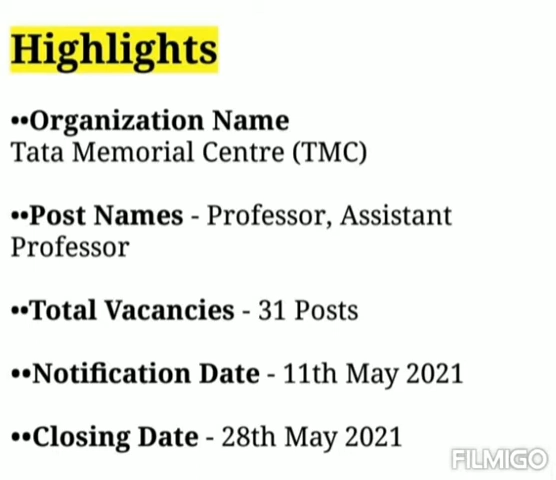 Highlights
••Organization Name
Tata Memorial Centre (TMC)
••Post Names - Professor, Assistant
Professor
••Total Vacancies - 31 Posts
••Notification Date - 11th May 2021
••Closing Date - 28th May 2021
FILMIGO